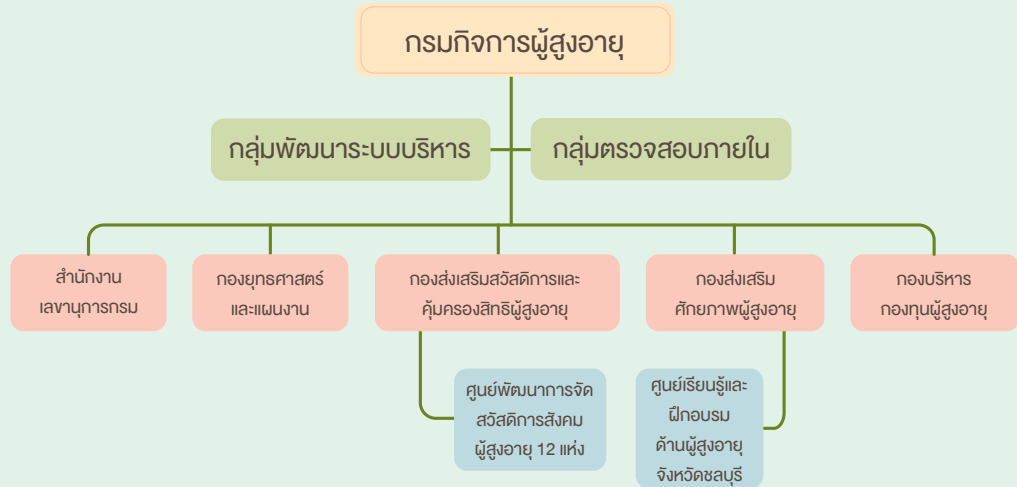 กรมกิจการผู้สูงอายุ
กลุ่มพัฒนาระบบบริหาร
กลุ่มตรวจสอบภายใน
สำนักงาน
เลขานุการกรม
กองยุทธศาสตร์
และแผนงาน
กองส่งเสริมสวัสดิการและ
คุ้มครองสิทธิผู้สูงอายุ
กองส่งเสริม
ศักยภาพผู้สูงอายุ
กองบริหาร
กองทุนผู้สูงอายุ
ศูนย์พัฒนาการจัด
สวัสดิการสังคม
ผู้สูงอายุ 12 แห่ง
ศูนย์เรียนรู้และ
ฝึกอบรม
ด้านผู้สูงอายุ
จังหวัดชลบุรี